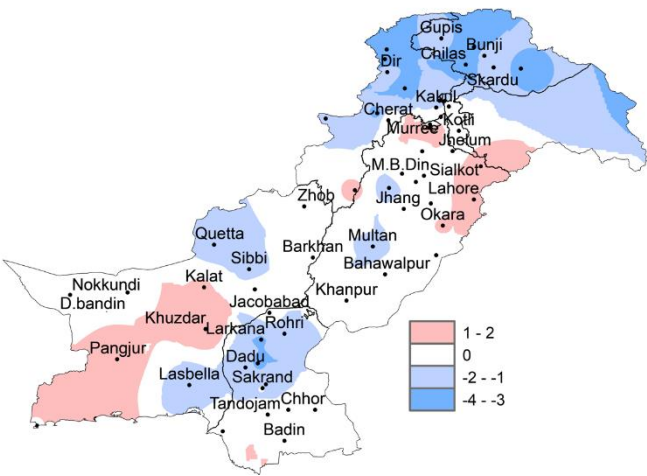 Gupis
Bunji
Chilas
Dir
Skardu
Kakul
Cherat
Kotli
Murree
Jhelum
M.B.Din
Sialkot
Zhob
Jhang
Lahore
Okara
Quetta
Multan
Barkhan
Sibbi
Bahawalpur
Nokkundi
Kalat
D.bandin
Jacobabad
Khanpur
Khuzdar
Larkana
Rohri
Pangjur
Dadu
Lasbella
Sakrand
Tandojam
Chhor
Badin
1 - 2
0
-2 - -1
-4 - -3